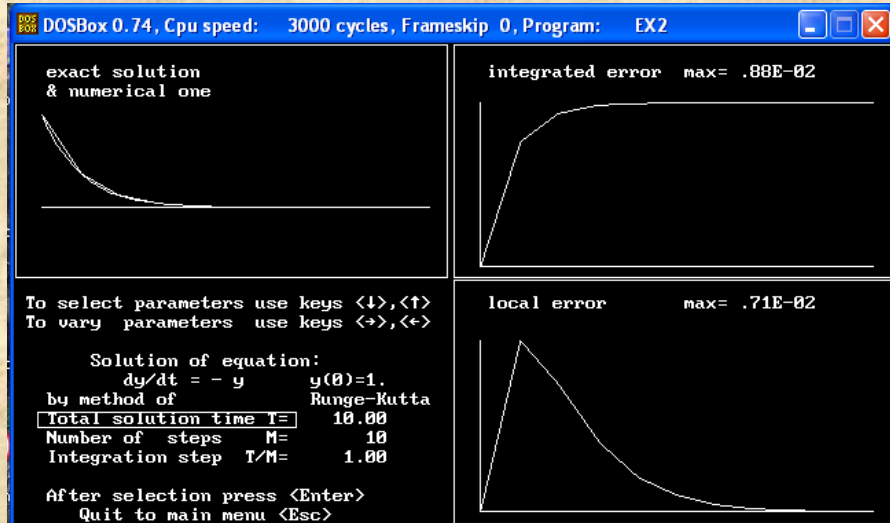 DOS BOX DOSBox 0.74, Cpu speed: 3000 cycles, Frameskip 0, Program: EX2
exact solution
& numerical one
integrated error max= .88E-02
To select parameters use keys <↓>,<↑>
To vary parameters use keys <→>,<←>
Solution of equation:
dy/dt = - y y(0)=1.
by method of Runge-Kutta
Total solution time T= 10.00
Number of steps M= 10
Integration step T/M= 1.00
After selection press <Enter>
Quit to main menu <Esc>
local error max= .71E-02